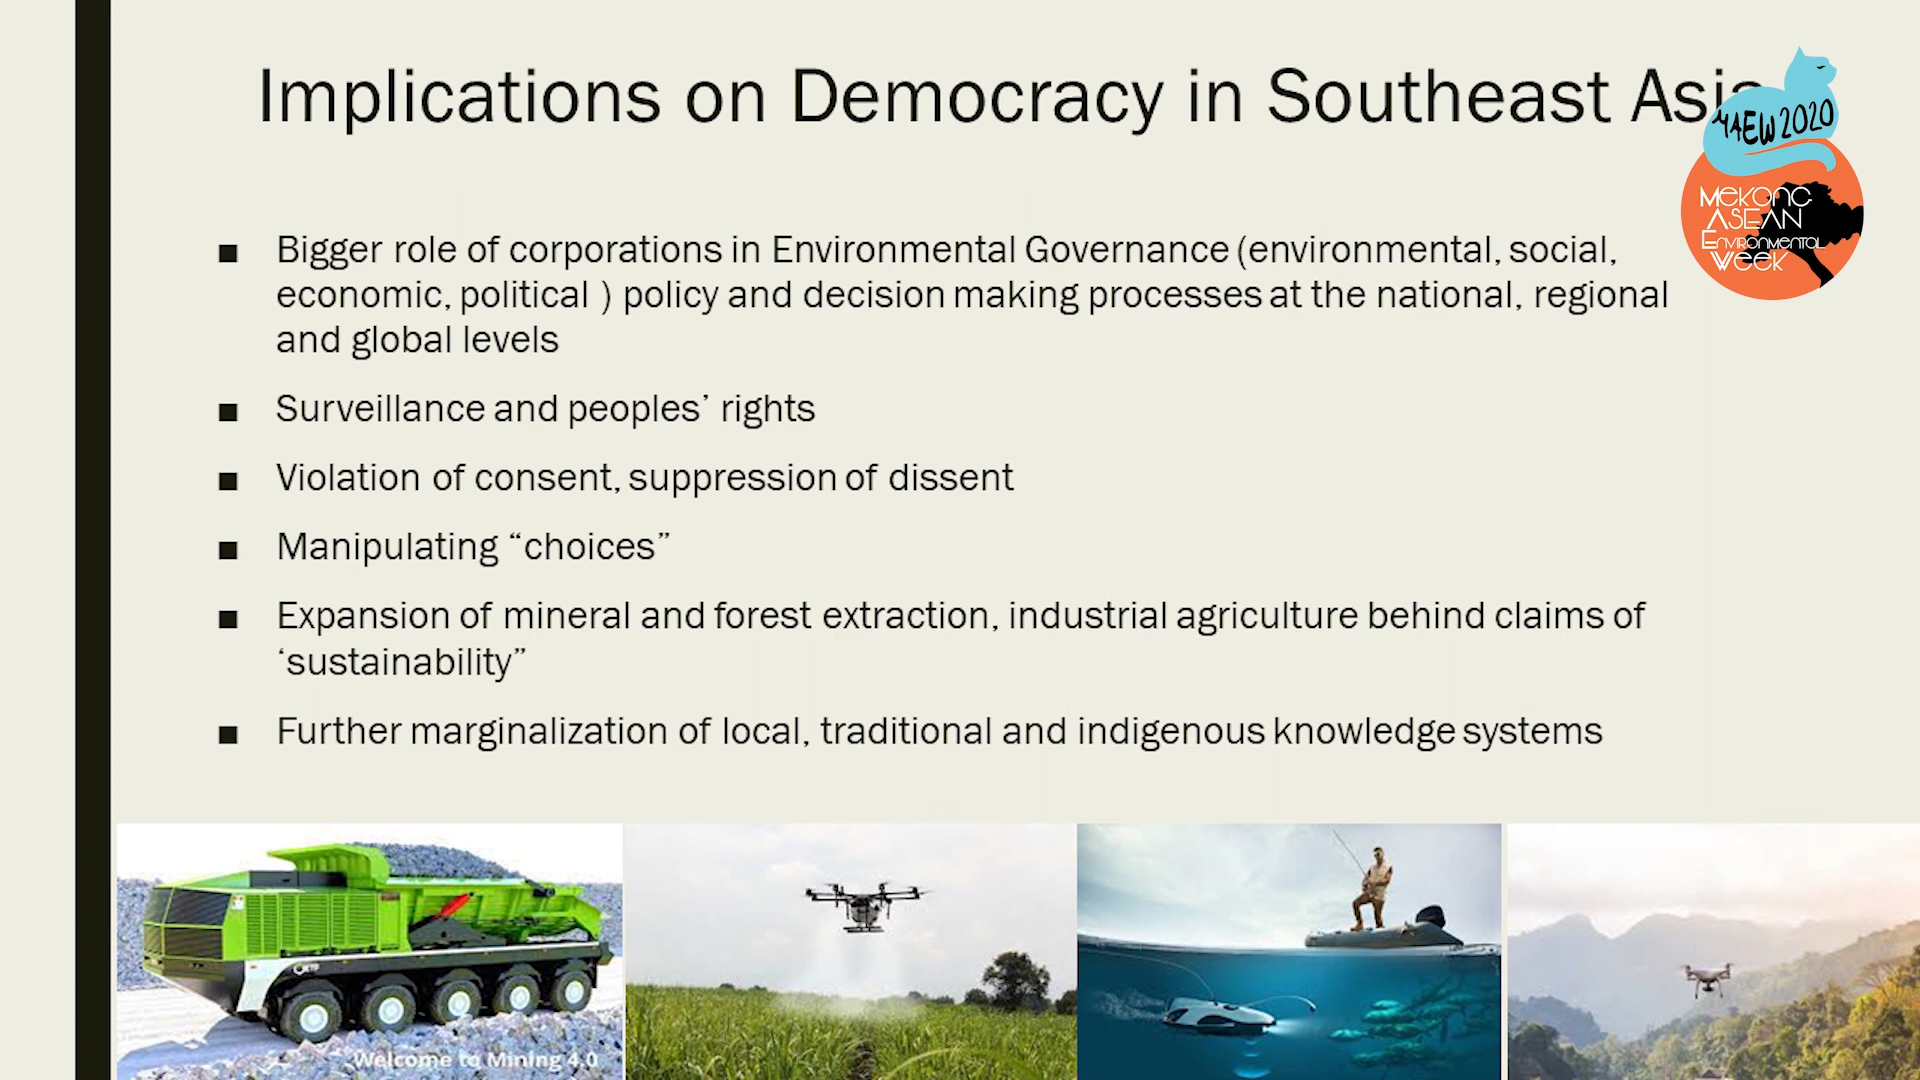 Implications on Democracy in Southeast Asia
MAEW 2020
Mekong
ASEAN
Environmental
Week
■ Bigger role of corporations in Environmental Governance (environmental, social,
economic, political ) policy and decision making processes at the national, regional
and global levels
■ Surveillance and peoples’ rights
■ Violation of consent, suppression of dissent
■ Manipulating “choices”
■ Expansion of mineral and forest extraction, industrial agriculture behind claims of
‘sustainability”
■ Further marginalization of local, traditional and indigenous knowledge systems
Welcome to Mining 4.0